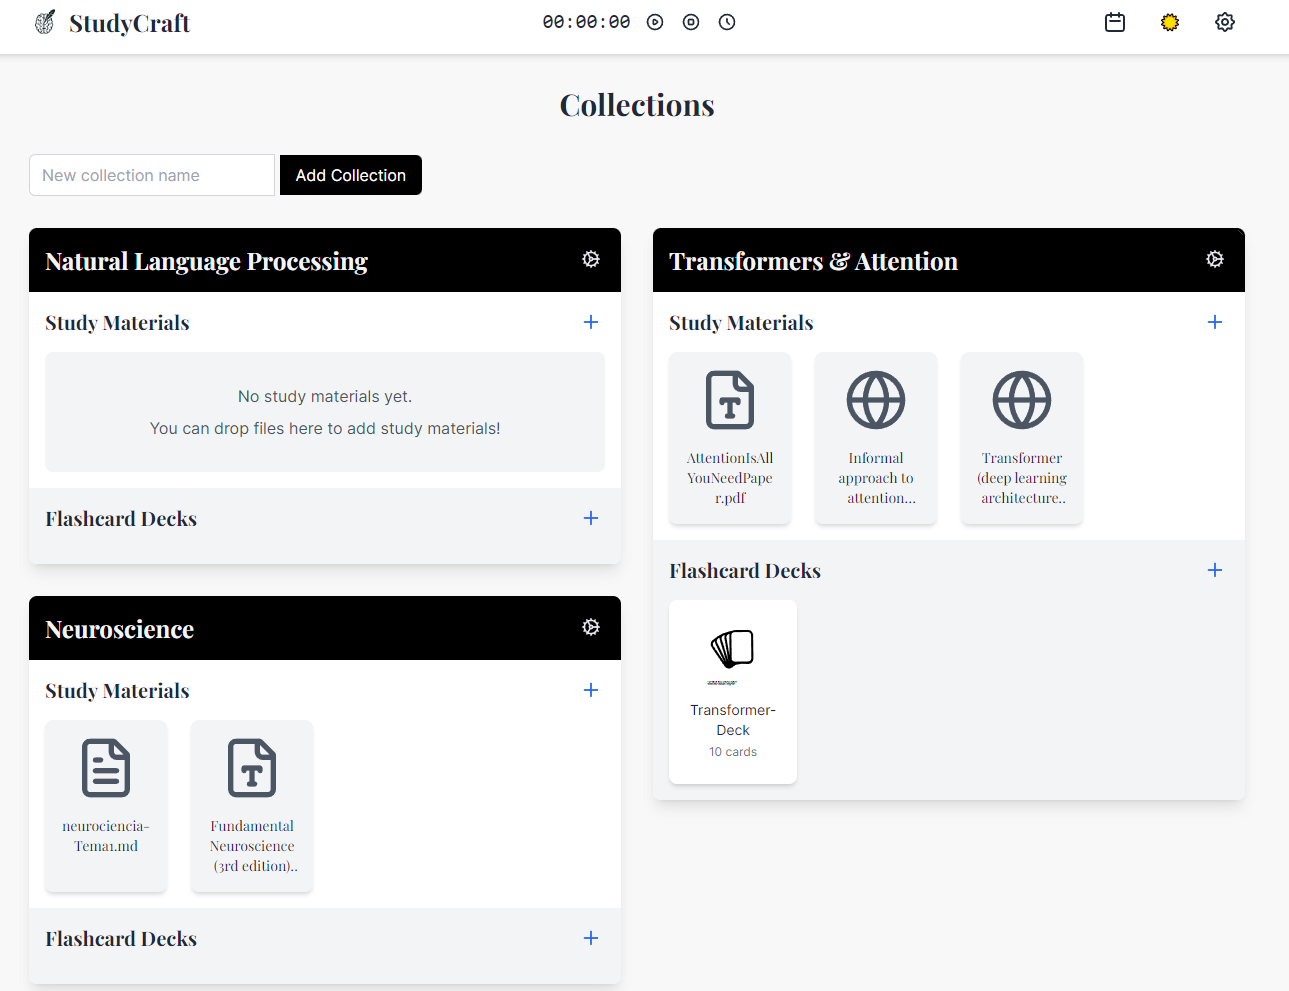 StudyCraft
00:00:00
Collections
New collection name
Add Collection
Natural Language Processing
Study Materials
No study materials yet.
You can drop files here to add study materials!
Flashcard Decks
Neuroscience
Study Materials
neurociencia-
Tema1.md
Fundamental
Neuroscience
(3rd edition)..
Flashcard Decks
Transformers & Attention
Study Materials
AttentionIsAll
YouNeedPape
r.pdf
Informal
approach to
attention...
Transformer
(deep learning
architecture..
Flashcard Decks
Transformer-
Deck
10 cards